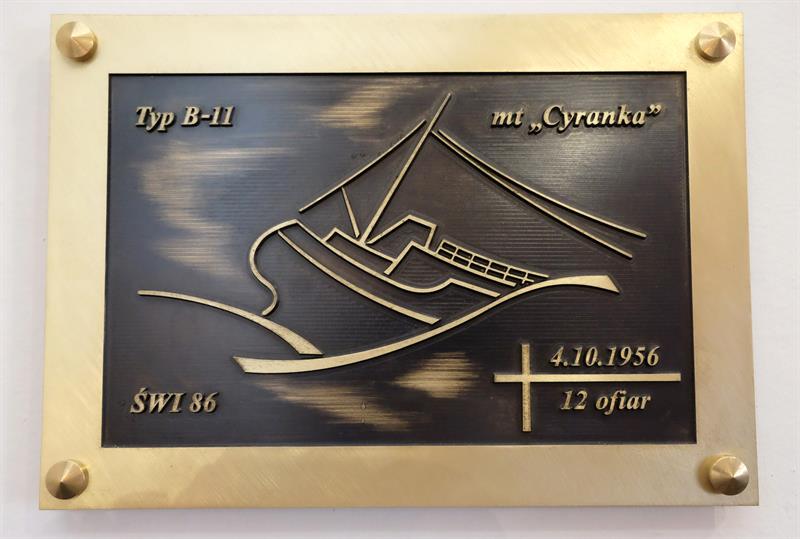 Typ B-11
mt „Cyranka”
ŚWI 86
4.10.1956
12 ofiar